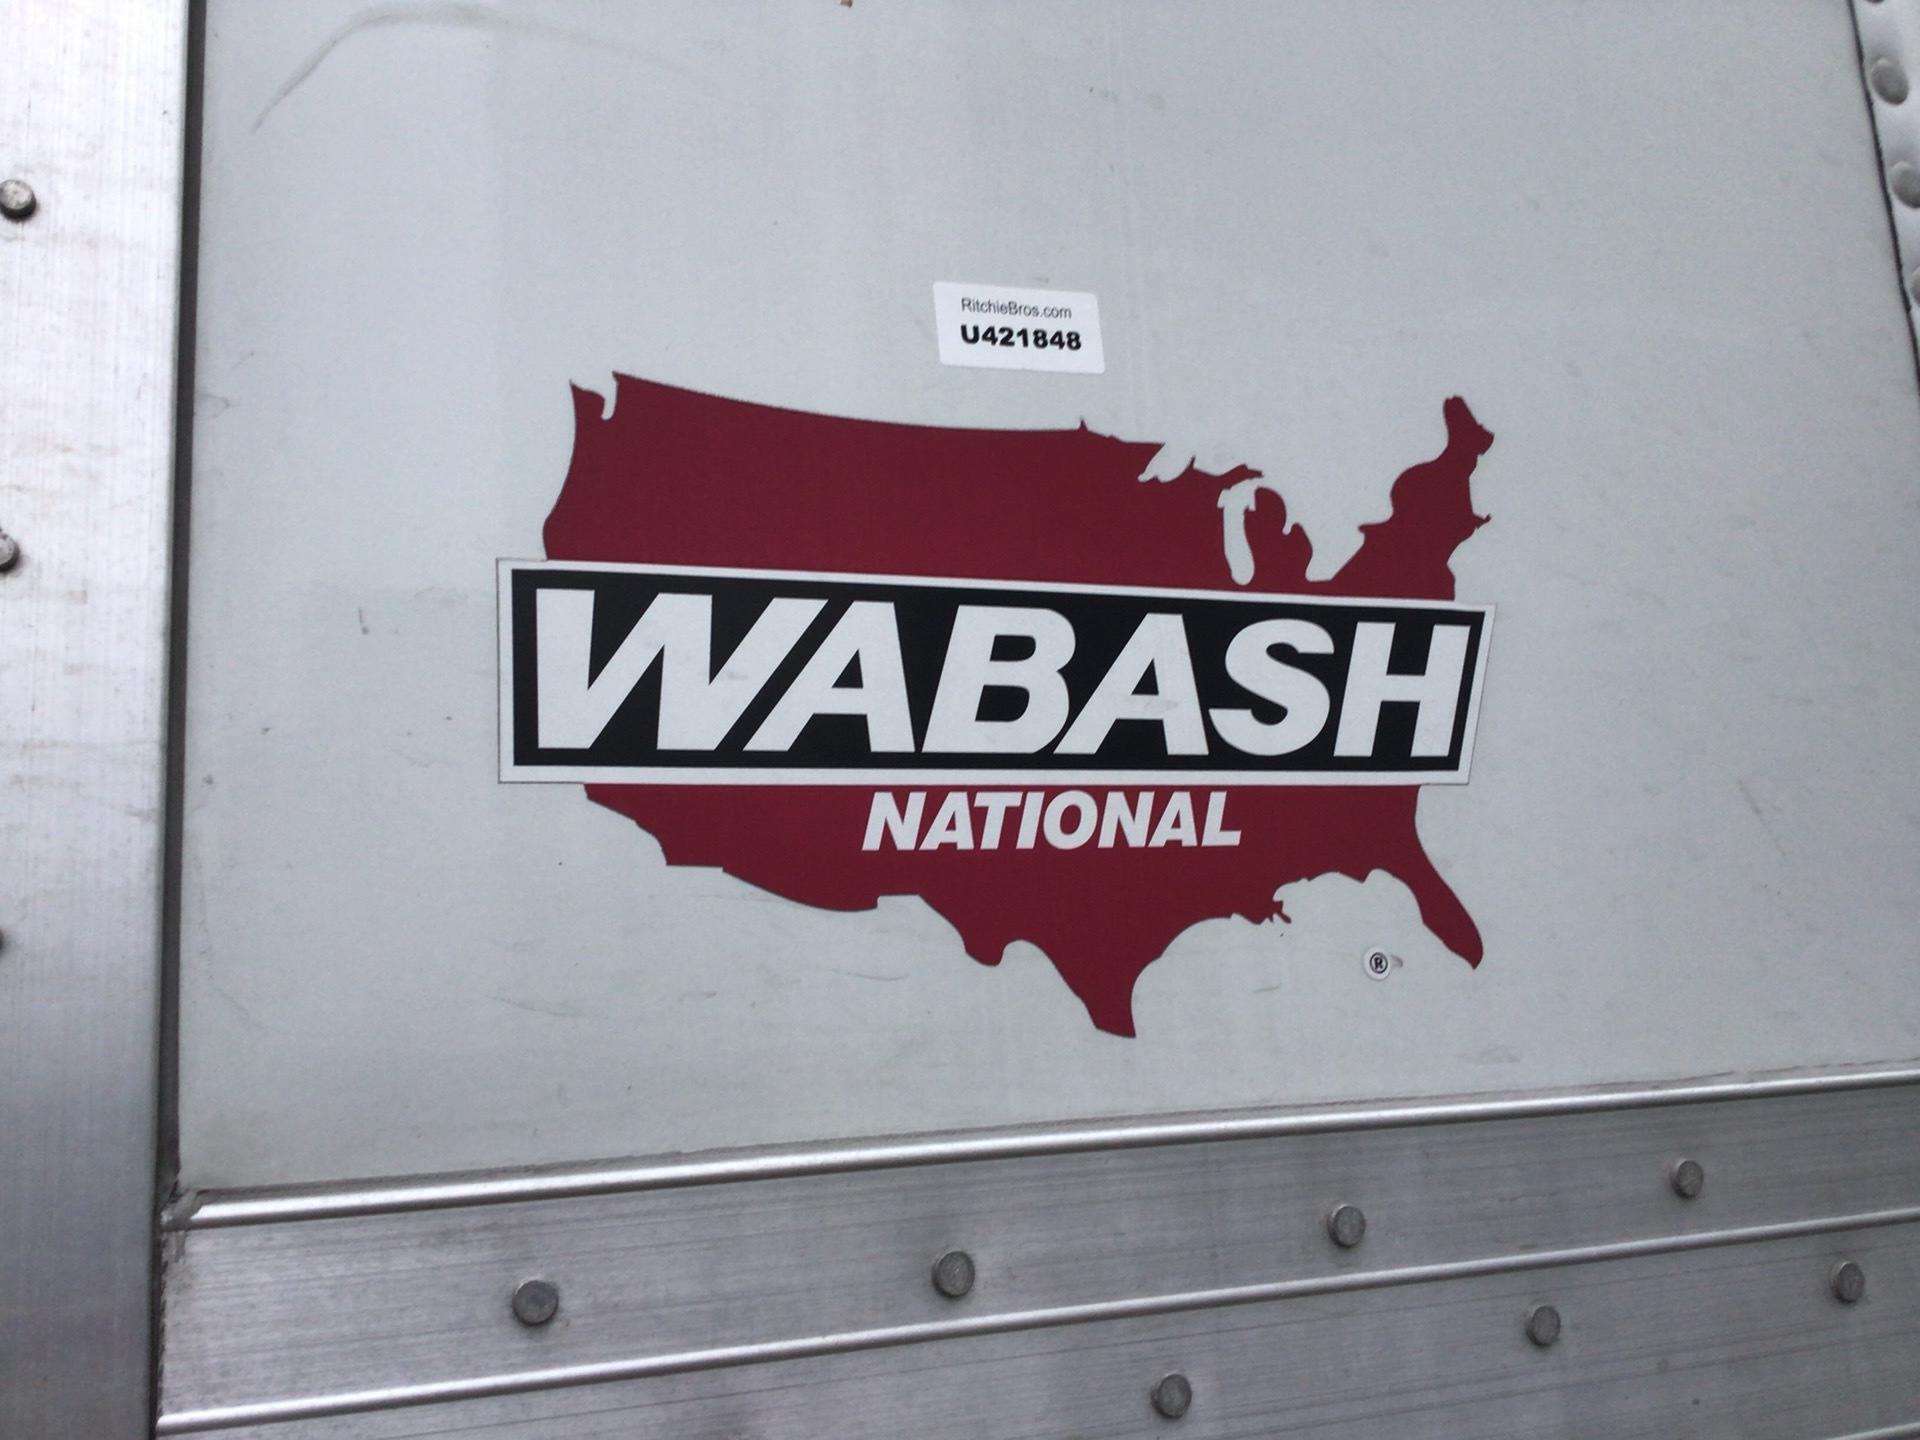 RitchieBros.com
U421848
WABASH
NATIONAL
®